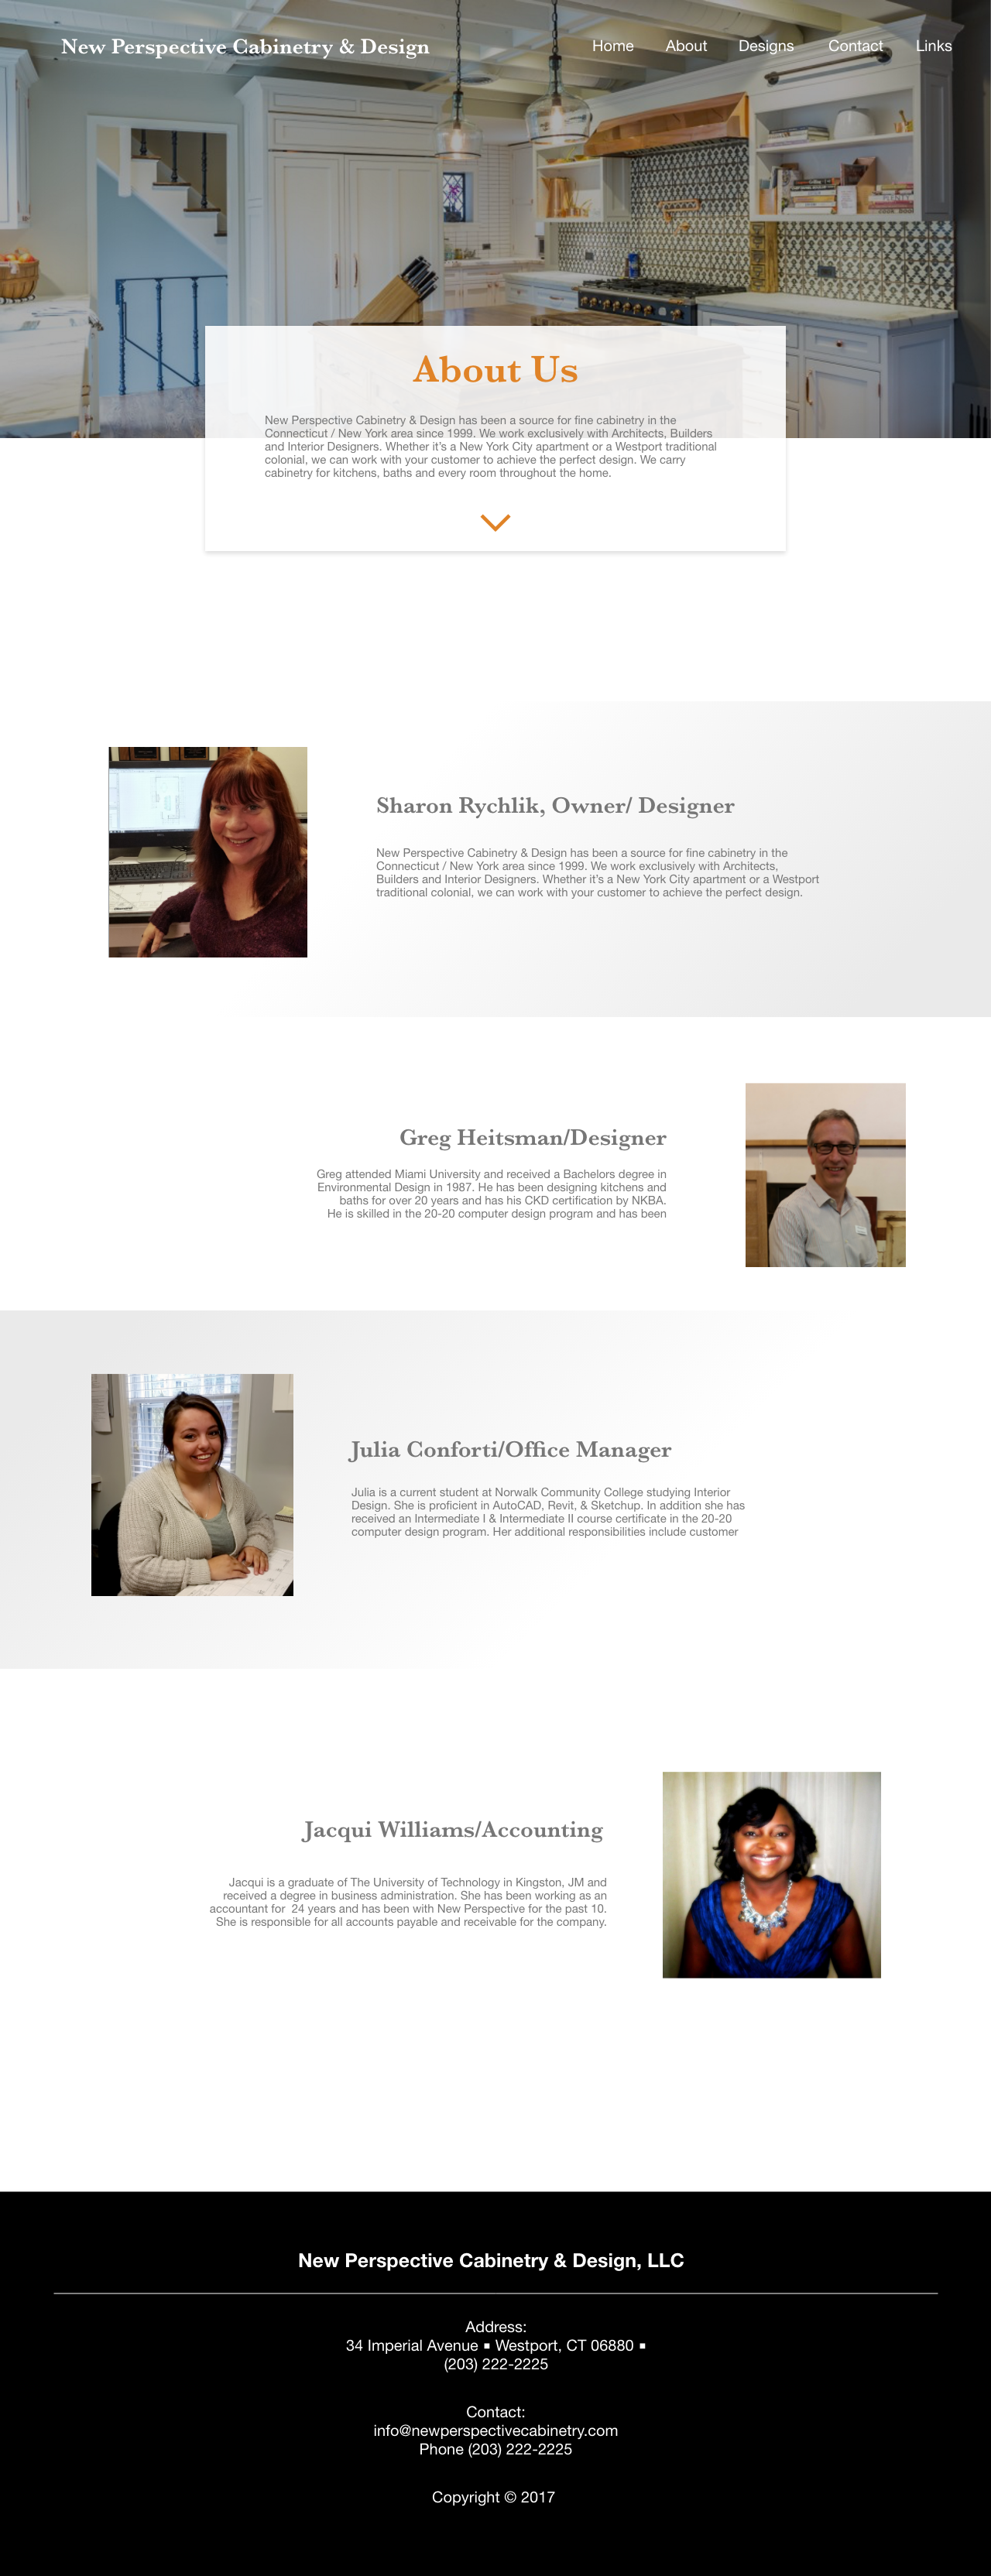 New Perspective Cabinetry & Design
Home About Designs Contact Links
About Us
New Perspective Cabinetry & Design has been a source for fine cabinetry in the
Connecticut / New York area since 1999. We work exclusively with Architects, Builders
and Interior Designers. Whether it’s a New York City apartment or a Westport traditional
colonial, we can work with your customer to achieve the perfect design. We carry
cabinetry for kitchens, baths and every room throughout the home.
Sharon Rychlik, Owner/ Designer
New Perspective Cabinetry & Design has been a source for fine cabinetry in the
Connecticut / New York area since 1999. We work exclusively with Architects,
Builders and Interior Designers. Whether it’s a New York City apartment or a Westport
traditional colonial, we can work with your customer to achieve the perfect design.
Greg Heitsman/Designer
Greg attended Miami University and received a Bachelors degree in
Environmental Design in 1987. He has been designing kitchens and
baths for over 20 years and has his CKD certification by NKBA.
He is skilled in the 20-20 computer design program and has been
Julia Conforti/Office Manager
Julia is a current student at Norwalk Community College studying Interior
Design. She is proficient in AutoCAD, Revit, & Sketchup. In addition she has
received an Intermediate I & Intermediate II course certificate in the 20-20
computer design program. Her additional responsibilities include customer
Jacqui Williams/Accounting
Jacqui is a graduate of The University of Technology in Kingston, JM and
received a degree in business administration. She has been working as an
accountant for  24 years and has been with New Perspective for the past 10.
She is responsible for all accounts payable and receivable for the company.
New Perspective Cabinetry & Design, LLC
Address:
34 Imperial Avenue ▪ Westport, CT 06880 ▪
(203) 222-2225
Contact:
info@newperspectivecabinetry.com
Phone (203) 222-2225
Copyright © 2017